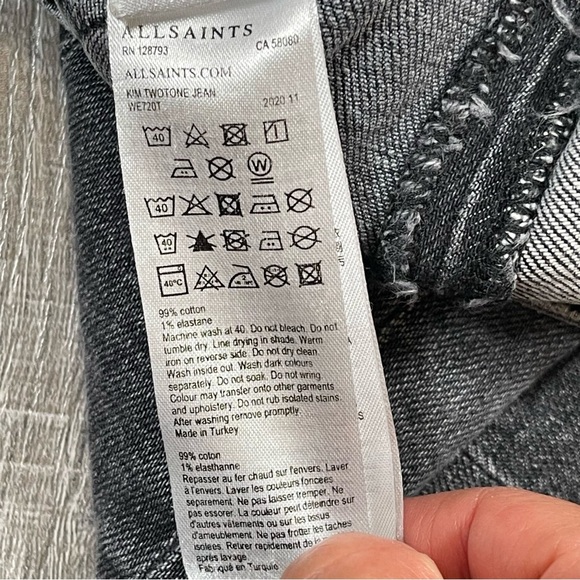 ALLSAINTS
RN 128793 CA 58080
ALLSAINTS.COM
KIM TWOTONE JEAN
WE720T 2020 11
40
W
40
40
40°C
99% cotton
1% elastane
Machine wash at 40. Do not bleach. Do not
tumble dry. Line drying in shade. Warm
iron on reverse side. Do not dry clean.
Wash inside out. Wash dark colours
separately. Do not soak. Do not wring.
Colour may transfer onto other garments
and upholstery. Do not rub isolated stains.
After washing remove promptly.
Made in Turkey
99% coton
1% elasthanne
Repasser au fer chaud sur l'envers. Laver
à l'envers. Laver les couleurs foncées
separement. Ne pas laisser tremper. Ne
pas essorer. La couleur peut déteindre sur
d'autres vêtements ou sur les tissus
d'ameublement. Ne pas frotter les taches
isolees. Retirer rapidement de
après lavage.
Fabriqué en Turquie